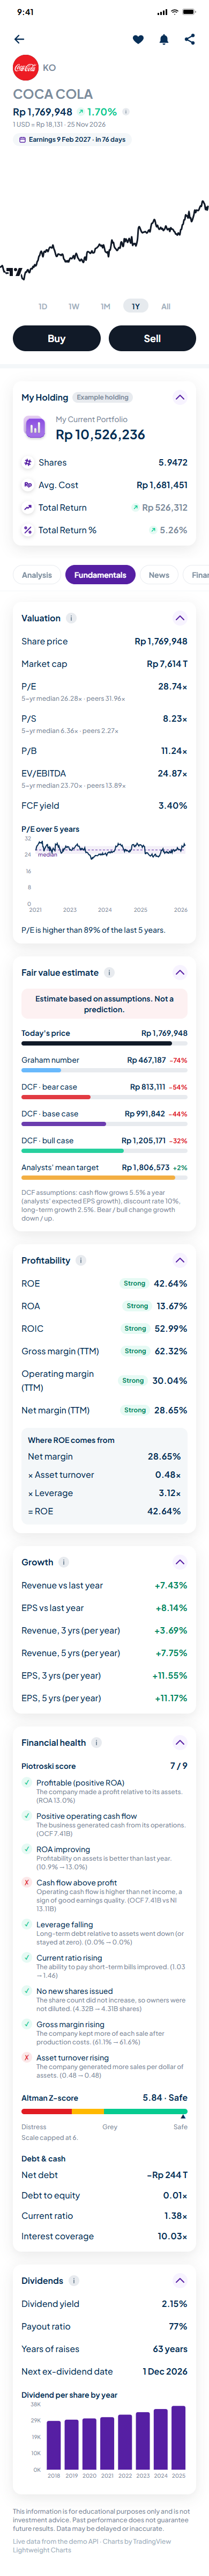 9:41
Coca-Cola
KO
COCA COLA
Rp 1,769,948 1.70% i
1 USD = Rp 18,131 · 25 Nov 2026
Earnings 9 Feb 2027 · in 76 days
1D 1W 1M 1Y All
Buy Sell
My Holding Example holding
My Current Portfolio
Rp 10,526,236
Shares 5.9472
Rp Avg. Cost Rp 1,681,451
Total Return Rp 526,312
Total Return % 5.26%
Analysis Fundamentals News Finan
Valuation i
Share price Rp 1,769,948
Market cap Rp 7,614 T
P/E 28.74×
5-yr median 26.28× · peers 31.96×
P/S 8.23×
5-yr median 6.36× · peers 2.27×
P/B 11.24×
EV/EBITDA 24.87×
5-yr median 23.70× · peers 13.89×
FCF yield 3.40%
P/E over 5 years
32
24
median
16
8
0
2021 2023 2024 2025 2026
P/E is higher than 89% of the last 5 years.
Fair value estimate i
Estimate based on assumptions. Not a
prediction.
Today's price Rp 1,769,948
Graham number Rp 467,187 -74%
DCF · bear case Rp 813,111 -54%
DCF · base case Rp 991,842 -44%
DCF · bull case Rp 1,205,171 -32%
Analysts' mean target Rp 1,806,573 +2%
DCF assumptions: cash flow grows 5.5% a year
(analysts' expected EPS growth), discount rate 10%,
long-term growth 2.5%. Bear / bull change growth
down / up.
Profitability i
ROE Strong 42.64%
ROA Strong 13.67%
ROIC Strong 52.99%
Gross margin (TTM) Strong 62.32%
Operating margin
(TTM) Strong 30.04%
Net margin (TTM) Strong 28.65%
Where ROE comes from
Net margin 28.65%
× Asset turnover 0.48×
× Leverage 3.12×
= ROE 42.64%
Growth i
Revenue vs last year +7.43%
EPS vs last year +8.14%
Revenue, 3 yrs (per year) +3.69%
Revenue, 5 yrs (per year) +7.75%
EPS, 3 yrs (per year) +11.55%
EPS, 5 yrs (per year) +11.17%
Financial health i
Piotroski score 7 / 9
✓ Profitable (positive ROA)
The company made a profit relative to its assets.
(ROA 13.0%)
✓ Positive operating cash flow
The business generated cash from its operations.
(OCF 7.41B)
✓ ROA improving
Profitability on assets is better than last year.
(10.9% → 13.0%)
✗ Cash flow above profit
Operating cash flow is higher than net income, a
sign of good earnings quality. (OCF 7.41B vs NI
13.11B)
✓ Leverage falling
Long-term debt relative to assets went down (or
stayed at zero). (0.0% → 0.0%)
✓ Current ratio rising
The ability to pay short-term bills improved. (1.03
→ 1.46)
✓ No new shares issued
The share count did not increase, so owners were
not diluted. (4.32B → 4.31B shares)
✓ Gross margin rising
The company kept more of each sale after
production costs. (61.1% → 61.6%)
✗ Asset turnover rising
The company generated more sales per dollar of
assets. (0.48 → 0.48)
Altman Z-score 5.84 · Safe
Distress Grey Safe
Scale capped at 6.
Debt & cash
Net debt -Rp 244 T
Debt to equity 0.01×
Current ratio 1.38×
Interest coverage 10.03×
Dividends i
Dividend yield 2.15%
Payout ratio 77%
Years of raises 63 years
Next ex-dividend date 1 Dec 2026
Dividend per share by year
38K
29K
19K
10K
0K
2018 2019 2020 2021 2022 2023 2024 2025
This information is for educational purposes only and is not
investment advice. Past performance does not guarantee
future results. Data may be delayed or inaccurate.
Live data from the demo API · Charts by TradingView
Lightweight Charts